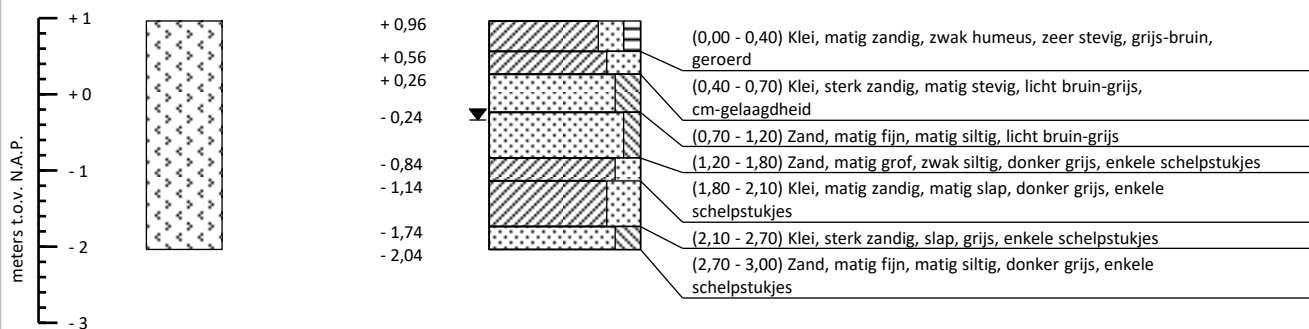 + 1
+ 0
- 1
- 2
- 3
meters t.o.v. N.A.P.
+ 0,96
+ 0,56
+ 0,26
- 0,24
- 0,84
- 1,14
- 1,74
- 2,04
(0,00 - 0,40) Klei, matig zandig, zwak humeus, zeer stevig, grijs-bruin,
geroerd
(0,40 - 0,70) Klei, sterk zandig, matig stevig, licht bruin-grijs,
cm-gelaagdheid
(0,70 - 1,20) Zand, matig fijn, matig siltig, licht bruin-grijs
(1,20 - 1,80) Zand, matig grof, zwak siltig, donker grijs, enkele schelpstukjes
(1,80 - 2,10) Klei, matig zandig, matig slap, donker grijs, enkele
schelpstukjes
(2,10 - 2,70) Klei, sterk zandig, slap, grijs, enkele schelpstukjes
(2,70 - 3,00) Zand, matig fijn, matig siltig, donker grijs, enkele
schelpstukjes